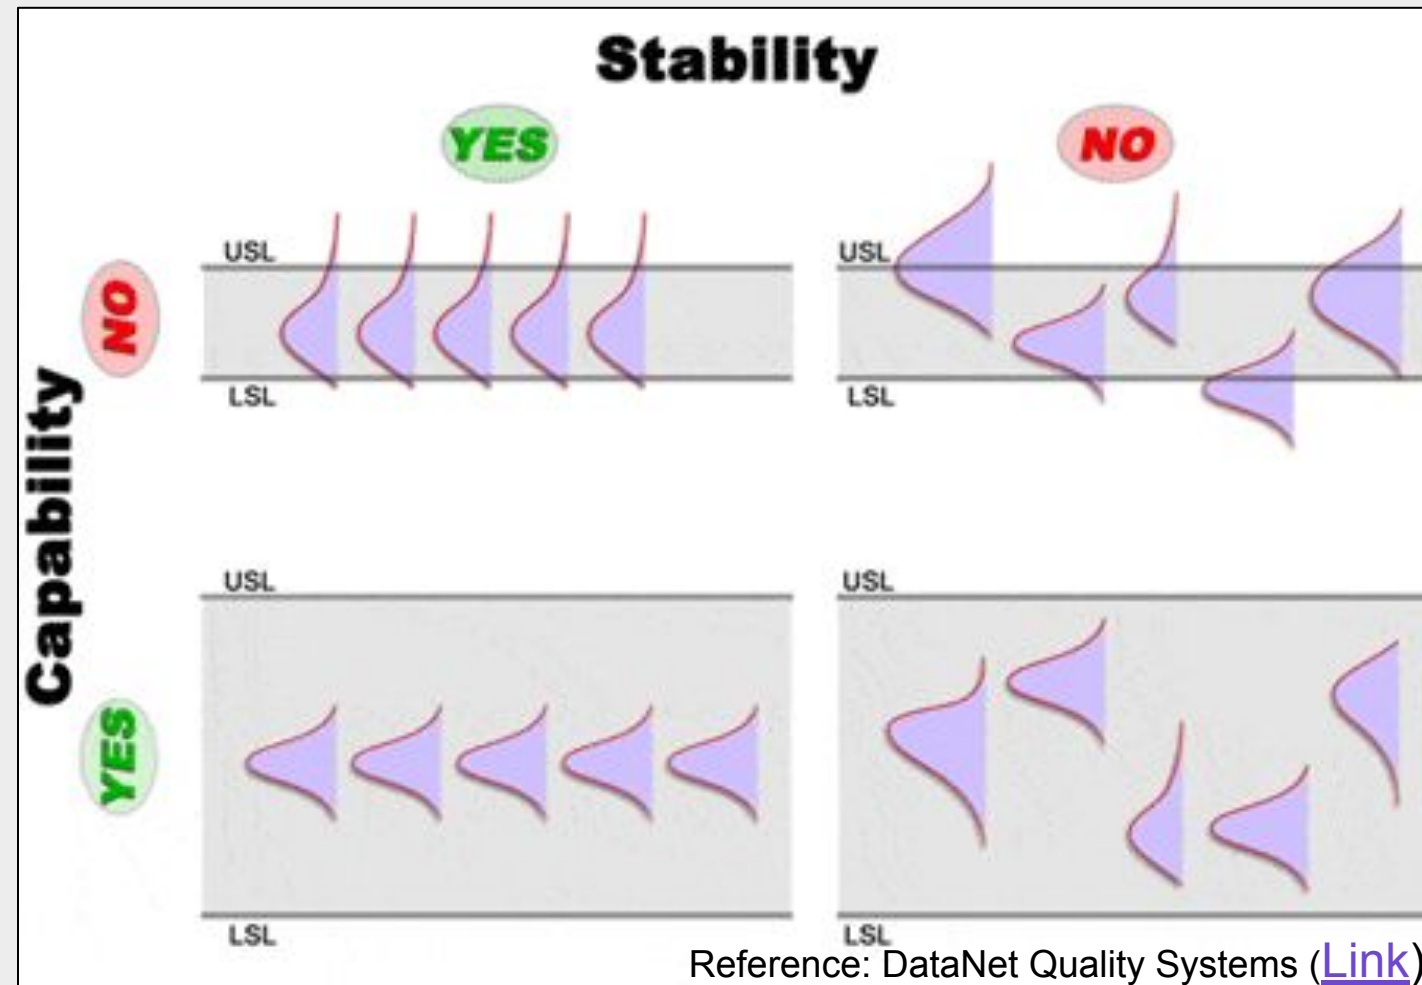 Stability
YES
NO
Capability
NO
USL
LSL
USL
LSL
YES
USL
LSL
USL
LSL
Reference: DataNet Quality Systems (Link)